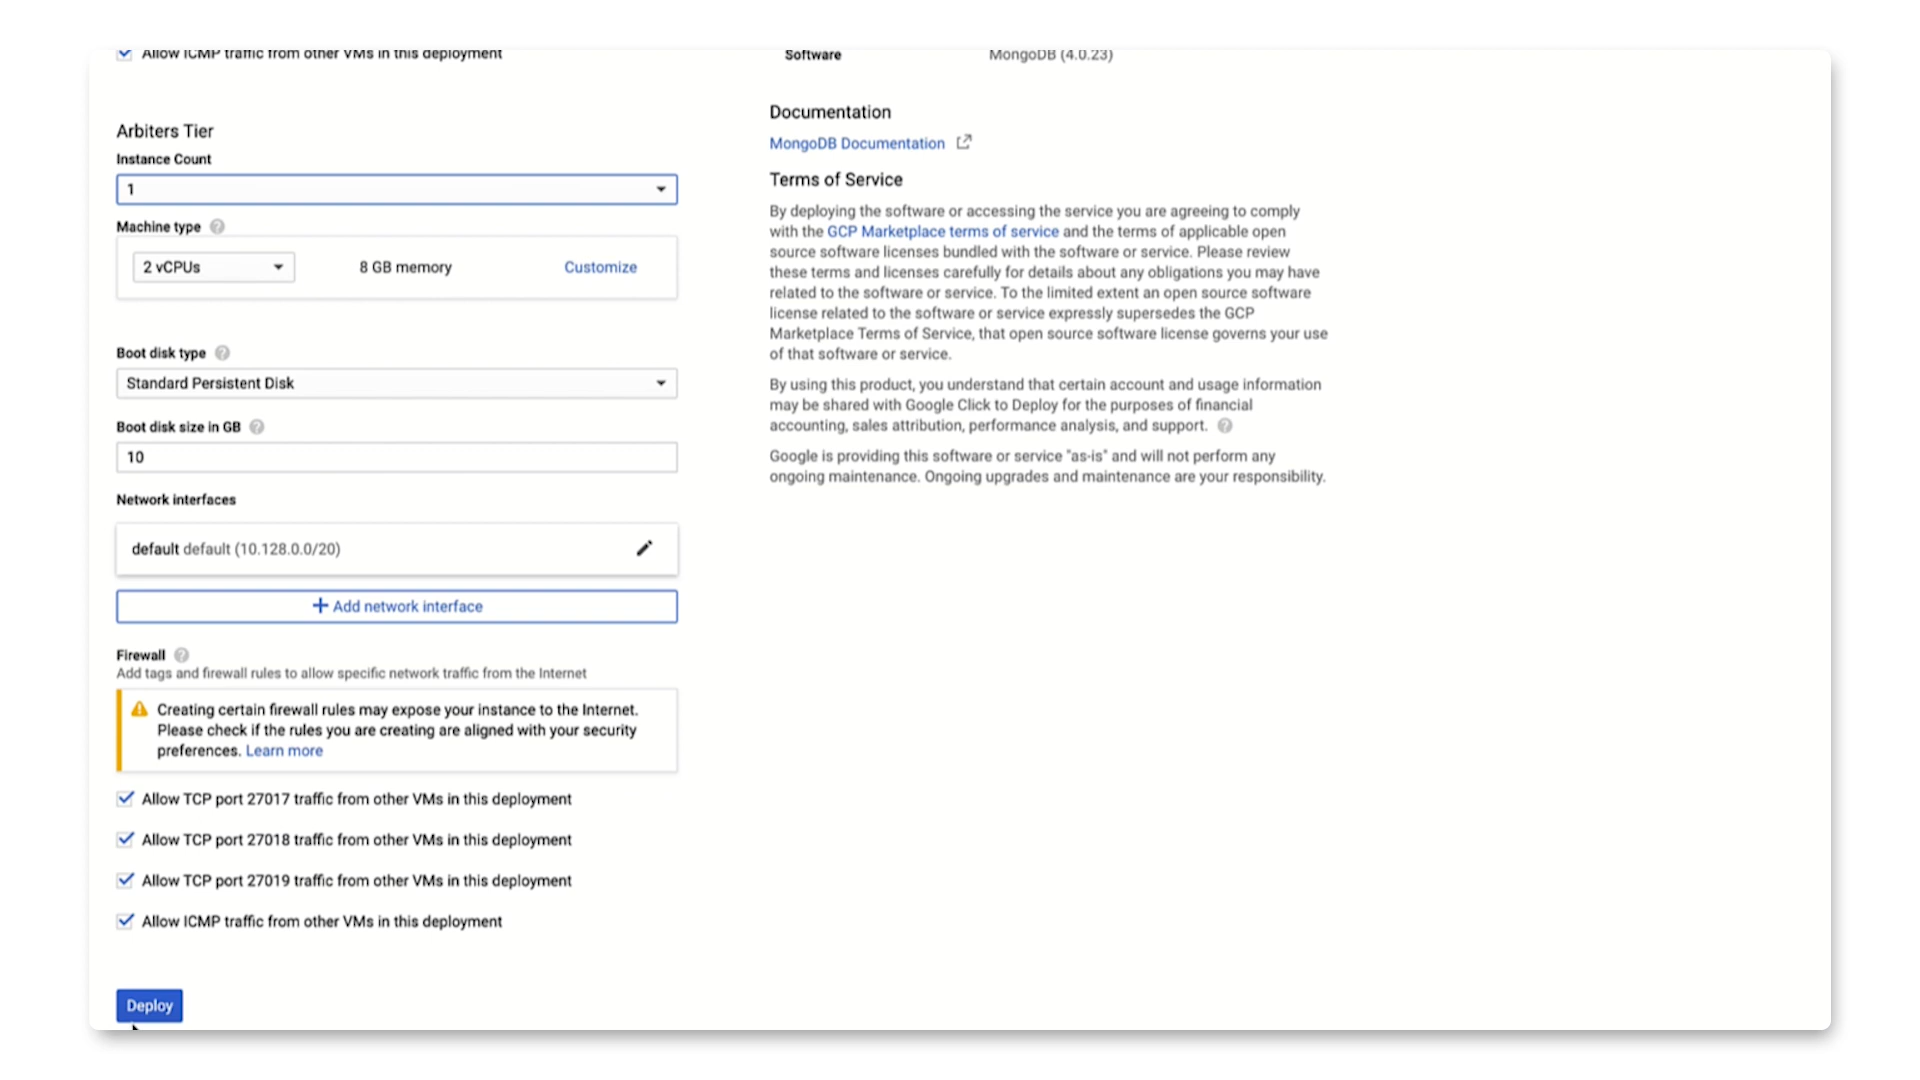 Allow ICMP traffic from other VMs in this deployment
Arbiters Tier
Instance Count
1
Machine type
2 vCPUs
8 GB memory
Customize
Boot disk type
Standard Persistent Disk
Boot disk size in GB
10
Network interfaces
default default (10.128.0.0/20)
Add network interface
Firewall
Add tags and firewall rules to allow specific network traffic from the Internet
Creating certain firewall rules may expose your instance to the Internet.
Please check if the rules you are creating are aligned with your security
preferences. Learn more
Allow TCP port 27017 traffic from other VMs in this deployment
Allow TCP port 27018 traffic from other VMs in this deployment
Allow TCP port 27019 traffic from other VMs in this deployment
Allow ICMP traffic from other VMs in this deployment
Deploy
Software MongoDB (4.0.23)
Documentation
MongoDB Documentation
Terms of Service
By deploying the software or accessing the service you are agreeing to comply
with the GCP Marketplace terms of service and the terms of applicable open
source software licenses bundled with the software or service. Please review
these terms and licenses carefully for details about any obligations you may have
related to the software or service. To the limited extent an open source software
license related to the software or service expressly supersedes the GCP
Marketplace Terms of Service, that open source software license governs your use
of that software or service.
By using this product, you understand that certain account and usage information
may be shared with Google Click to Deploy for the purposes of financial
accounting, sales attribution, performance analysis, and support.
Google is providing this software or service "as-is" and will not perform any
ongoing maintenance. Ongoing upgrades and maintenance are your responsibility.